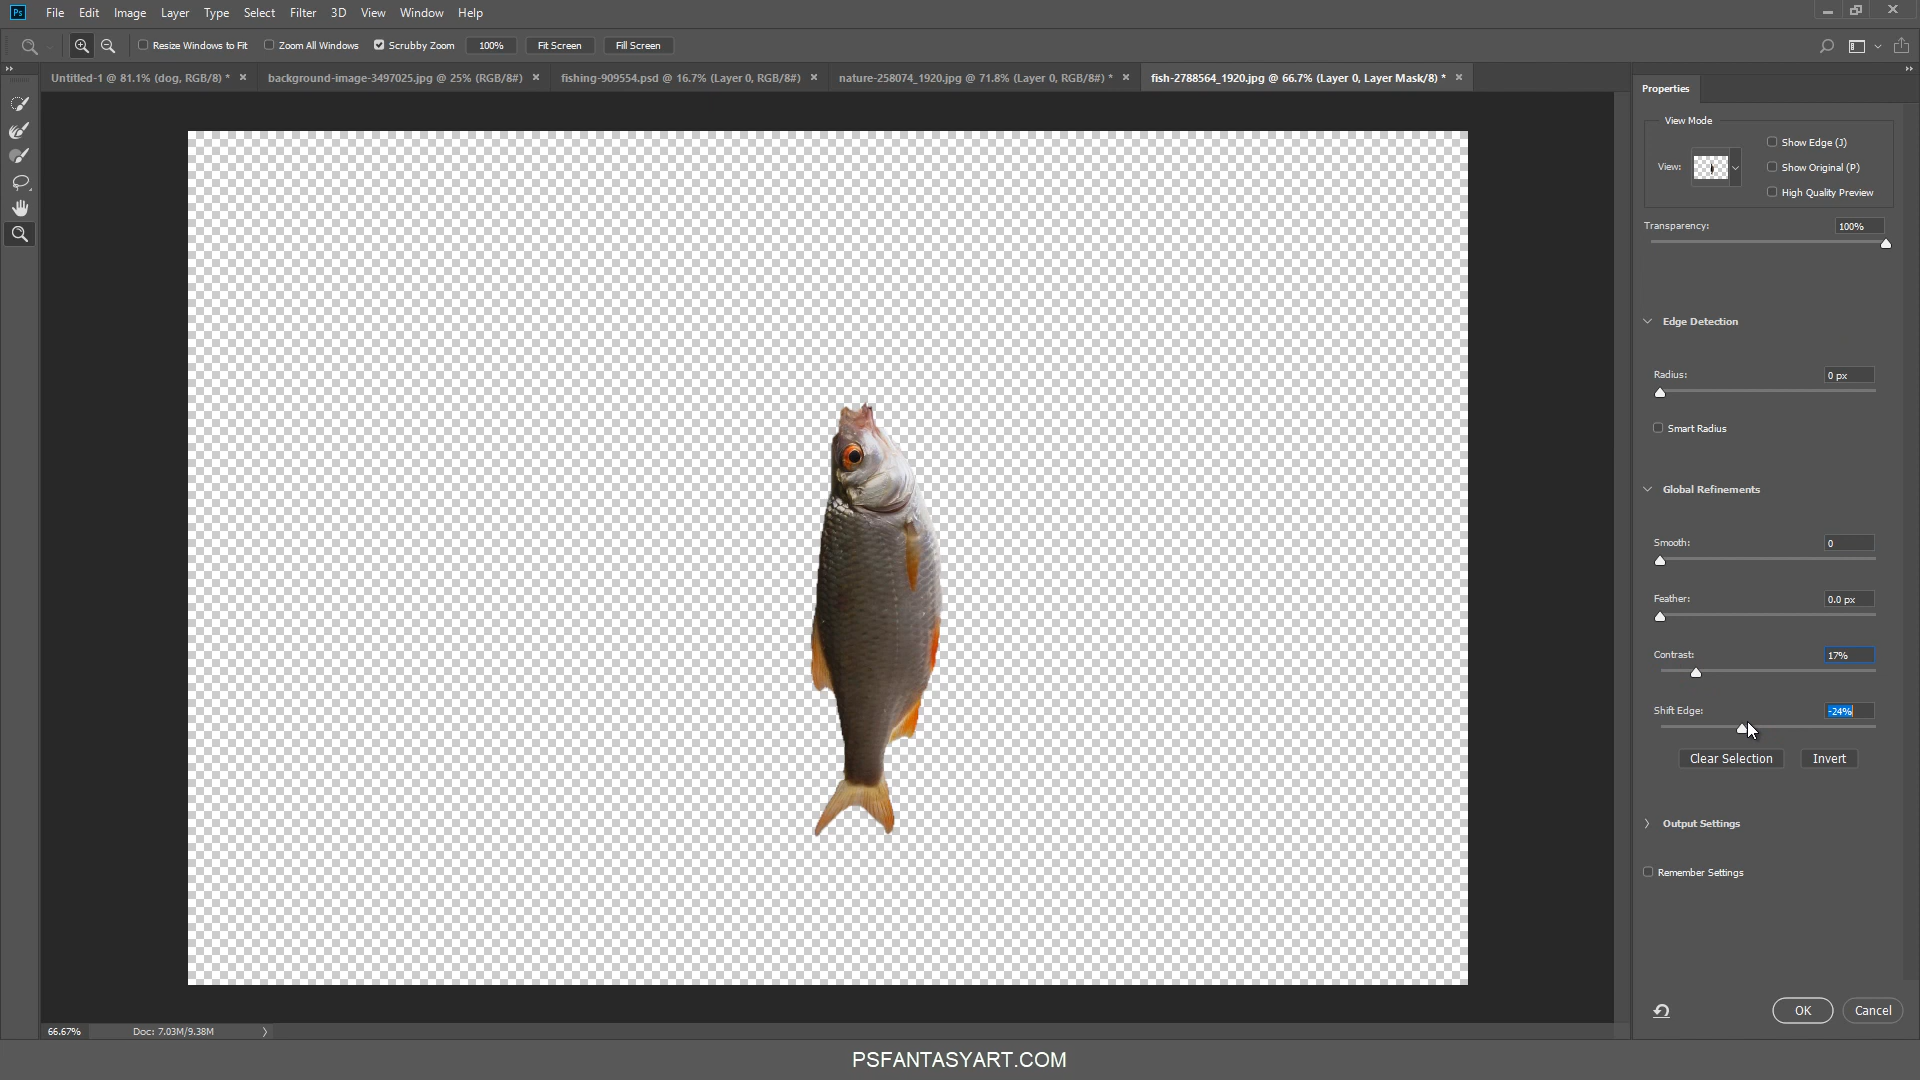 Ps File Edit Image Layer Type Select Filter 3D View Window Help
Resize Windows to Fit Zoom All Windows Scrubby Zoom 100% Fit Screen Fill Screen
Untitled-1 @ 81.1% (dog, RGB/8) * background-image-3497025.jpg @ 25% (RGB/8#) fishing-909554.psd @ 16.7% (Layer 0, RGB/8#) nature-258074_1920.jpg @ 71.8% (Layer 0, RGB/8#) * fish-2788564_1920.jpg @ 66.7% (Layer 0, Layer Mask/8) *
Properties
View Mode
Show Edge (J)
View: Show Original (P)
High Quality Preview
Transparency: 100%
Edge Detection
Radius: 0 px
Smart Radius
Global Refinements
Smooth: 0
Feather: 0.0 px
Contrast: 17%
Shift Edge: -24%
Clear Selection Invert
Output Settings
Remember Settings
OK Cancel
66.67% Doc: 7.03M/9.38M
PSFANTASYART.COM